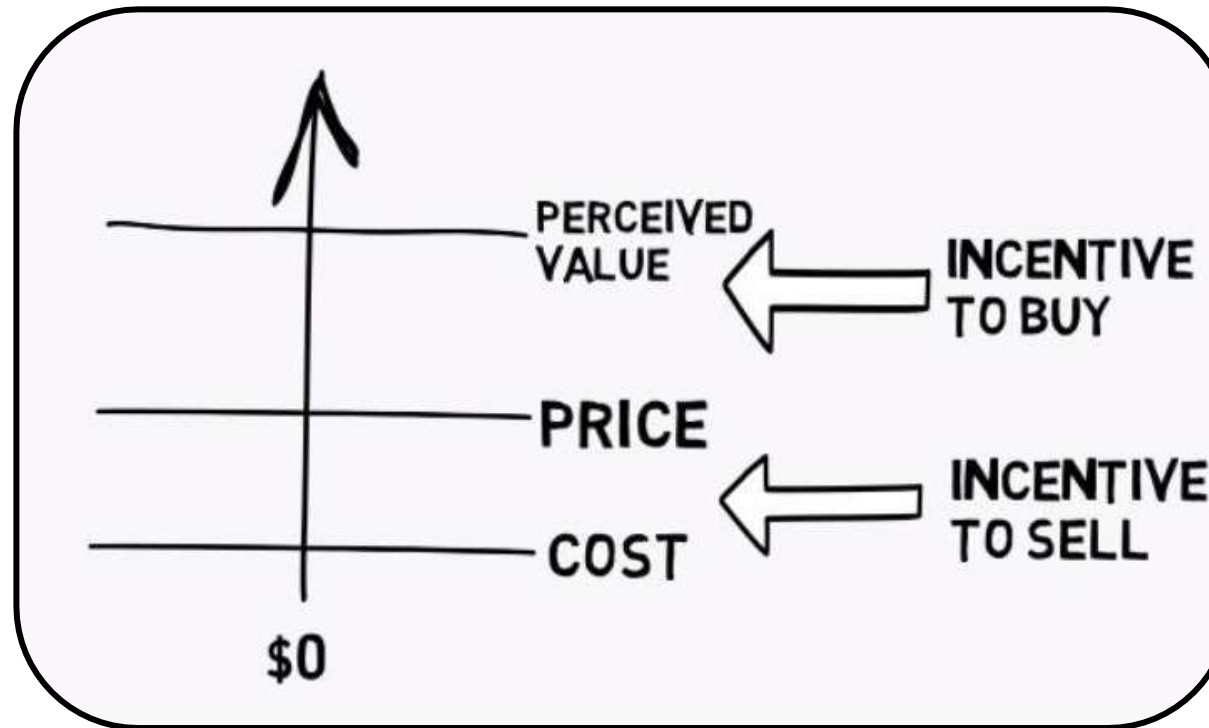 PERCEIVED
VALUE
INCENTIVE
TO BUY
PRICE
INCENTIVE
TO SELL
COST
$0